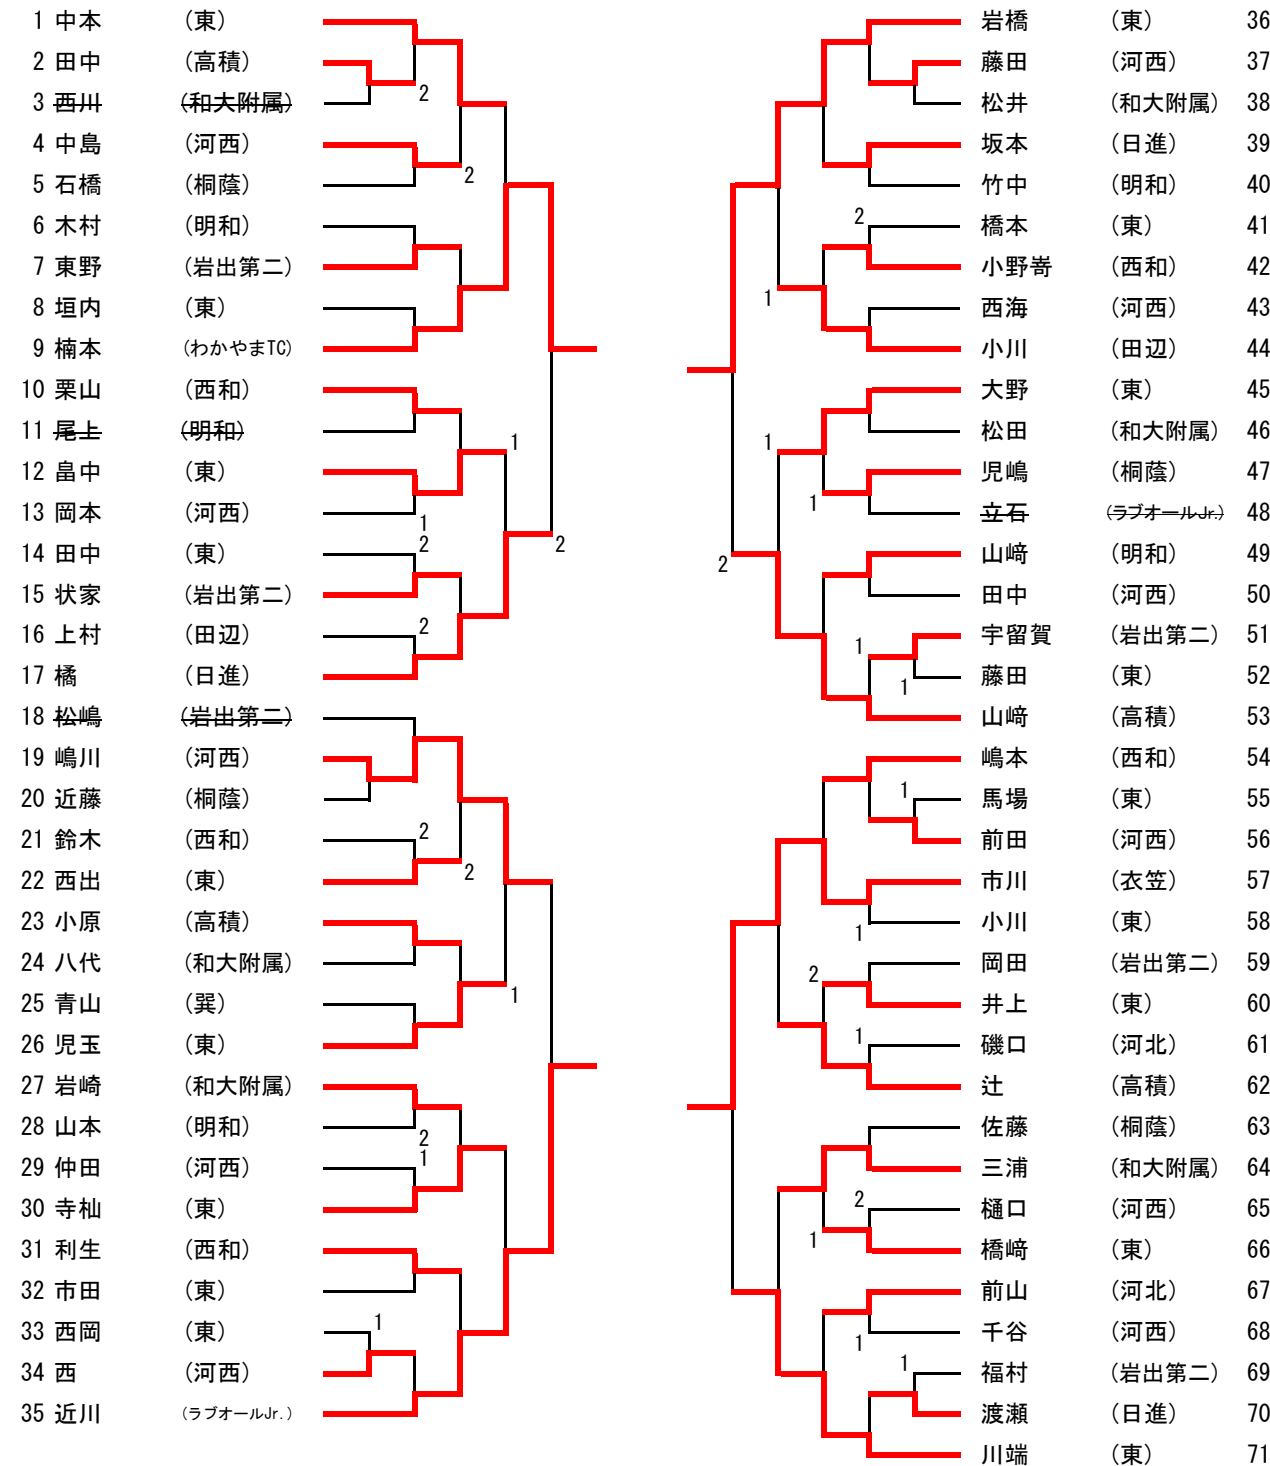 1 中本 (東)
2 田中 (高積)
3 西川 (和大附属)
2
4 中島 (河西)
2
5 石橋 (桐蔭)
6 木村 (明和)
7 東野 (岩出第二)
8 垣内 (東)
9 楠本 (わかやまTC)
10 栗山 (西和)
11 尾上 (明和)
1
12 畠中 (東)
13 岡本 (河西)
1
2
14 田中 (東)
2
15 状家 (岩出第二)
16 上村 (田辺)
2
17 橘 (日進)
18 松嶋 (岩出第二)
19 嶋川 (河西)
20 近藤 (桐蔭)
21 鈴木 (西和)
2
22 西出 (東)
2
23 小原 (高積)
24 八代 (和大附属)
25 青山 (巽)
1
26 児玉 (東)
27 岩崎 (和大附属)
28 山本 (明和)
2
1
29 仲田 (河西)
30 寺杣 (東)
31 利生 (西和)
32 市田 (東)
33 西岡 (東)
1
34 西 (河西)
35 近川 (ラブオールJr.)
岩橋 (東) 36
藤田 (河西) 37
松井 (和大附属) 38
坂本 (日進) 39
竹中 (明和) 40
2
橋本 (東) 41
小野嵜 (西和) 42
1
西海 (河西) 43
小川 (田辺) 44
大野 (東) 45
松田 (和大附属) 46
1
児嶋 (桐蔭) 47
1
立石 (ラブオールJr.) 48
山﨑 (明和) 49
2
田中 (河西) 50
宇留賀 (岩出第二) 51
1
藤田 (東) 52
1
山﨑 (高積) 53
嶋本 (西和) 54
1
馬場 (東) 55
前田 (河西) 56
市川 (衣笠) 57
小川 (東) 58
1
岡田 (岩出第二) 59
2
井上 (東) 60
1
磯口 (河北) 61
辻 (高積) 62
佐藤 (桐蔭) 63
三浦 (和大附属) 64
2
樋口 (河西) 65
1
橋﨑 (東) 66
前山 (河北) 67
千谷 (河西) 68
1
1
福村 (岩出第二) 69
渡瀬 (日進) 70
川端 (東) 71